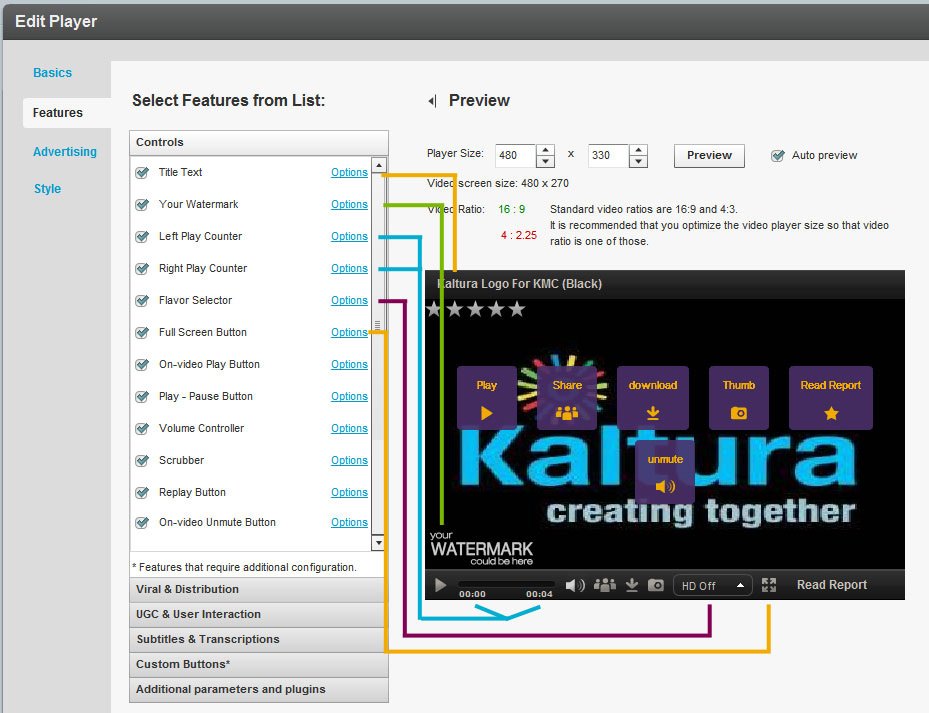 Edit Player
Basics
Features
Advertising
Style
Select Features from List:
Controls
Title Text Options
Your Watermark Options
Left Play Counter Options
Right Play Counter Options
Flavor Selector Options
Full Screen Button Options
On-video Play Button Options
Play - Pause Button Options
Volume Controller Options
Scrubber Options
Replay Button Options
On-video Unmute Button Options
* Features that require additional configuration.
Viral & Distribution
UGC & User Interaction
Subtitles & Transcriptions
Custom Buttons*
Additional parameters and plugins
Preview
Player Size: 480 x 330 Preview Auto preview
Video screen size: 480 x 270
Video Ratio: 16 : 9 Standard video ratios are 16:9 and 4:3.
It is recommended that you optimize the video player size so that video
4 : 2.25
ratio is one of those.
Kaltura Logo For KMC (Black)
Play Share download Thumb Read Report
Kaltura
unmute
creating together
your
WATERMARK
could be here
00:00 00:04 HD Off Read Report